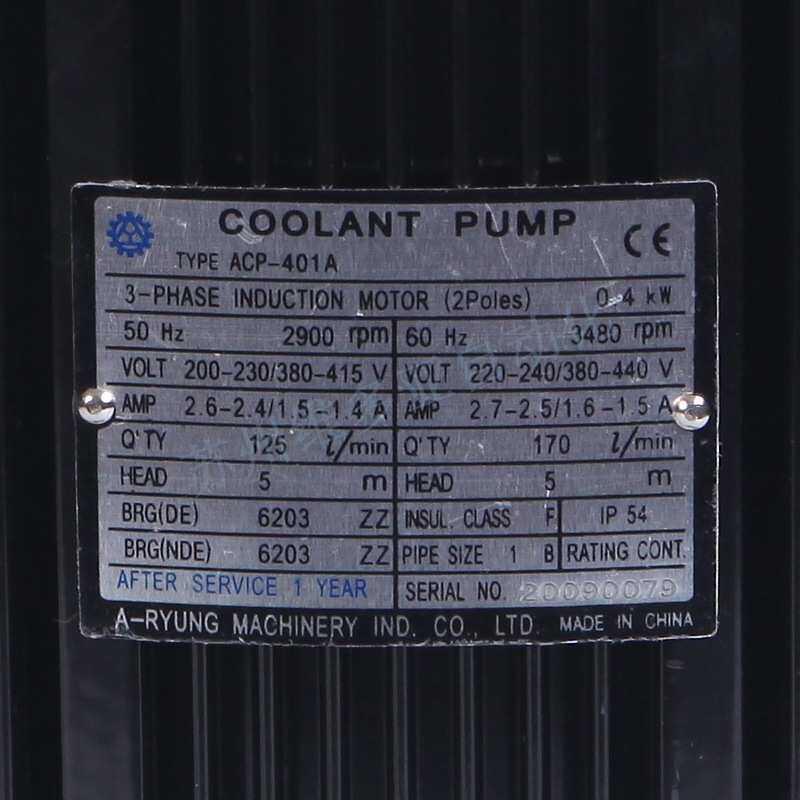 COOLANT PUMP
CE
TYPE ACP-401A
3-PHASE INDUCTION MOTOR (2Poles) 0.4 kW
50 Hz 2900 rpm 60 Hz 3480 rpm
VOLT 200-230/380-415 V VOLT 220-240/380-440 V
AMP 2.6-2.4/1.5-1.4 A AMP 2.7-2.5/1.6-1.5 A
Q'TY 125 l/min Q'TY 170 l/min
HEAD 5 m HEAD 5 m
BRG(DE) 6203 ZZ INSUL. CLASS F IP 54
BRG(NDE) 6203 ZZ PIPE SIZE 1 B RATING CONT.
AFTER SERVICE 1 YEAR SERIAL NO. 20090079
A-RYUNG MACHINERY IND. CO., LTD. MADE IN CHINA